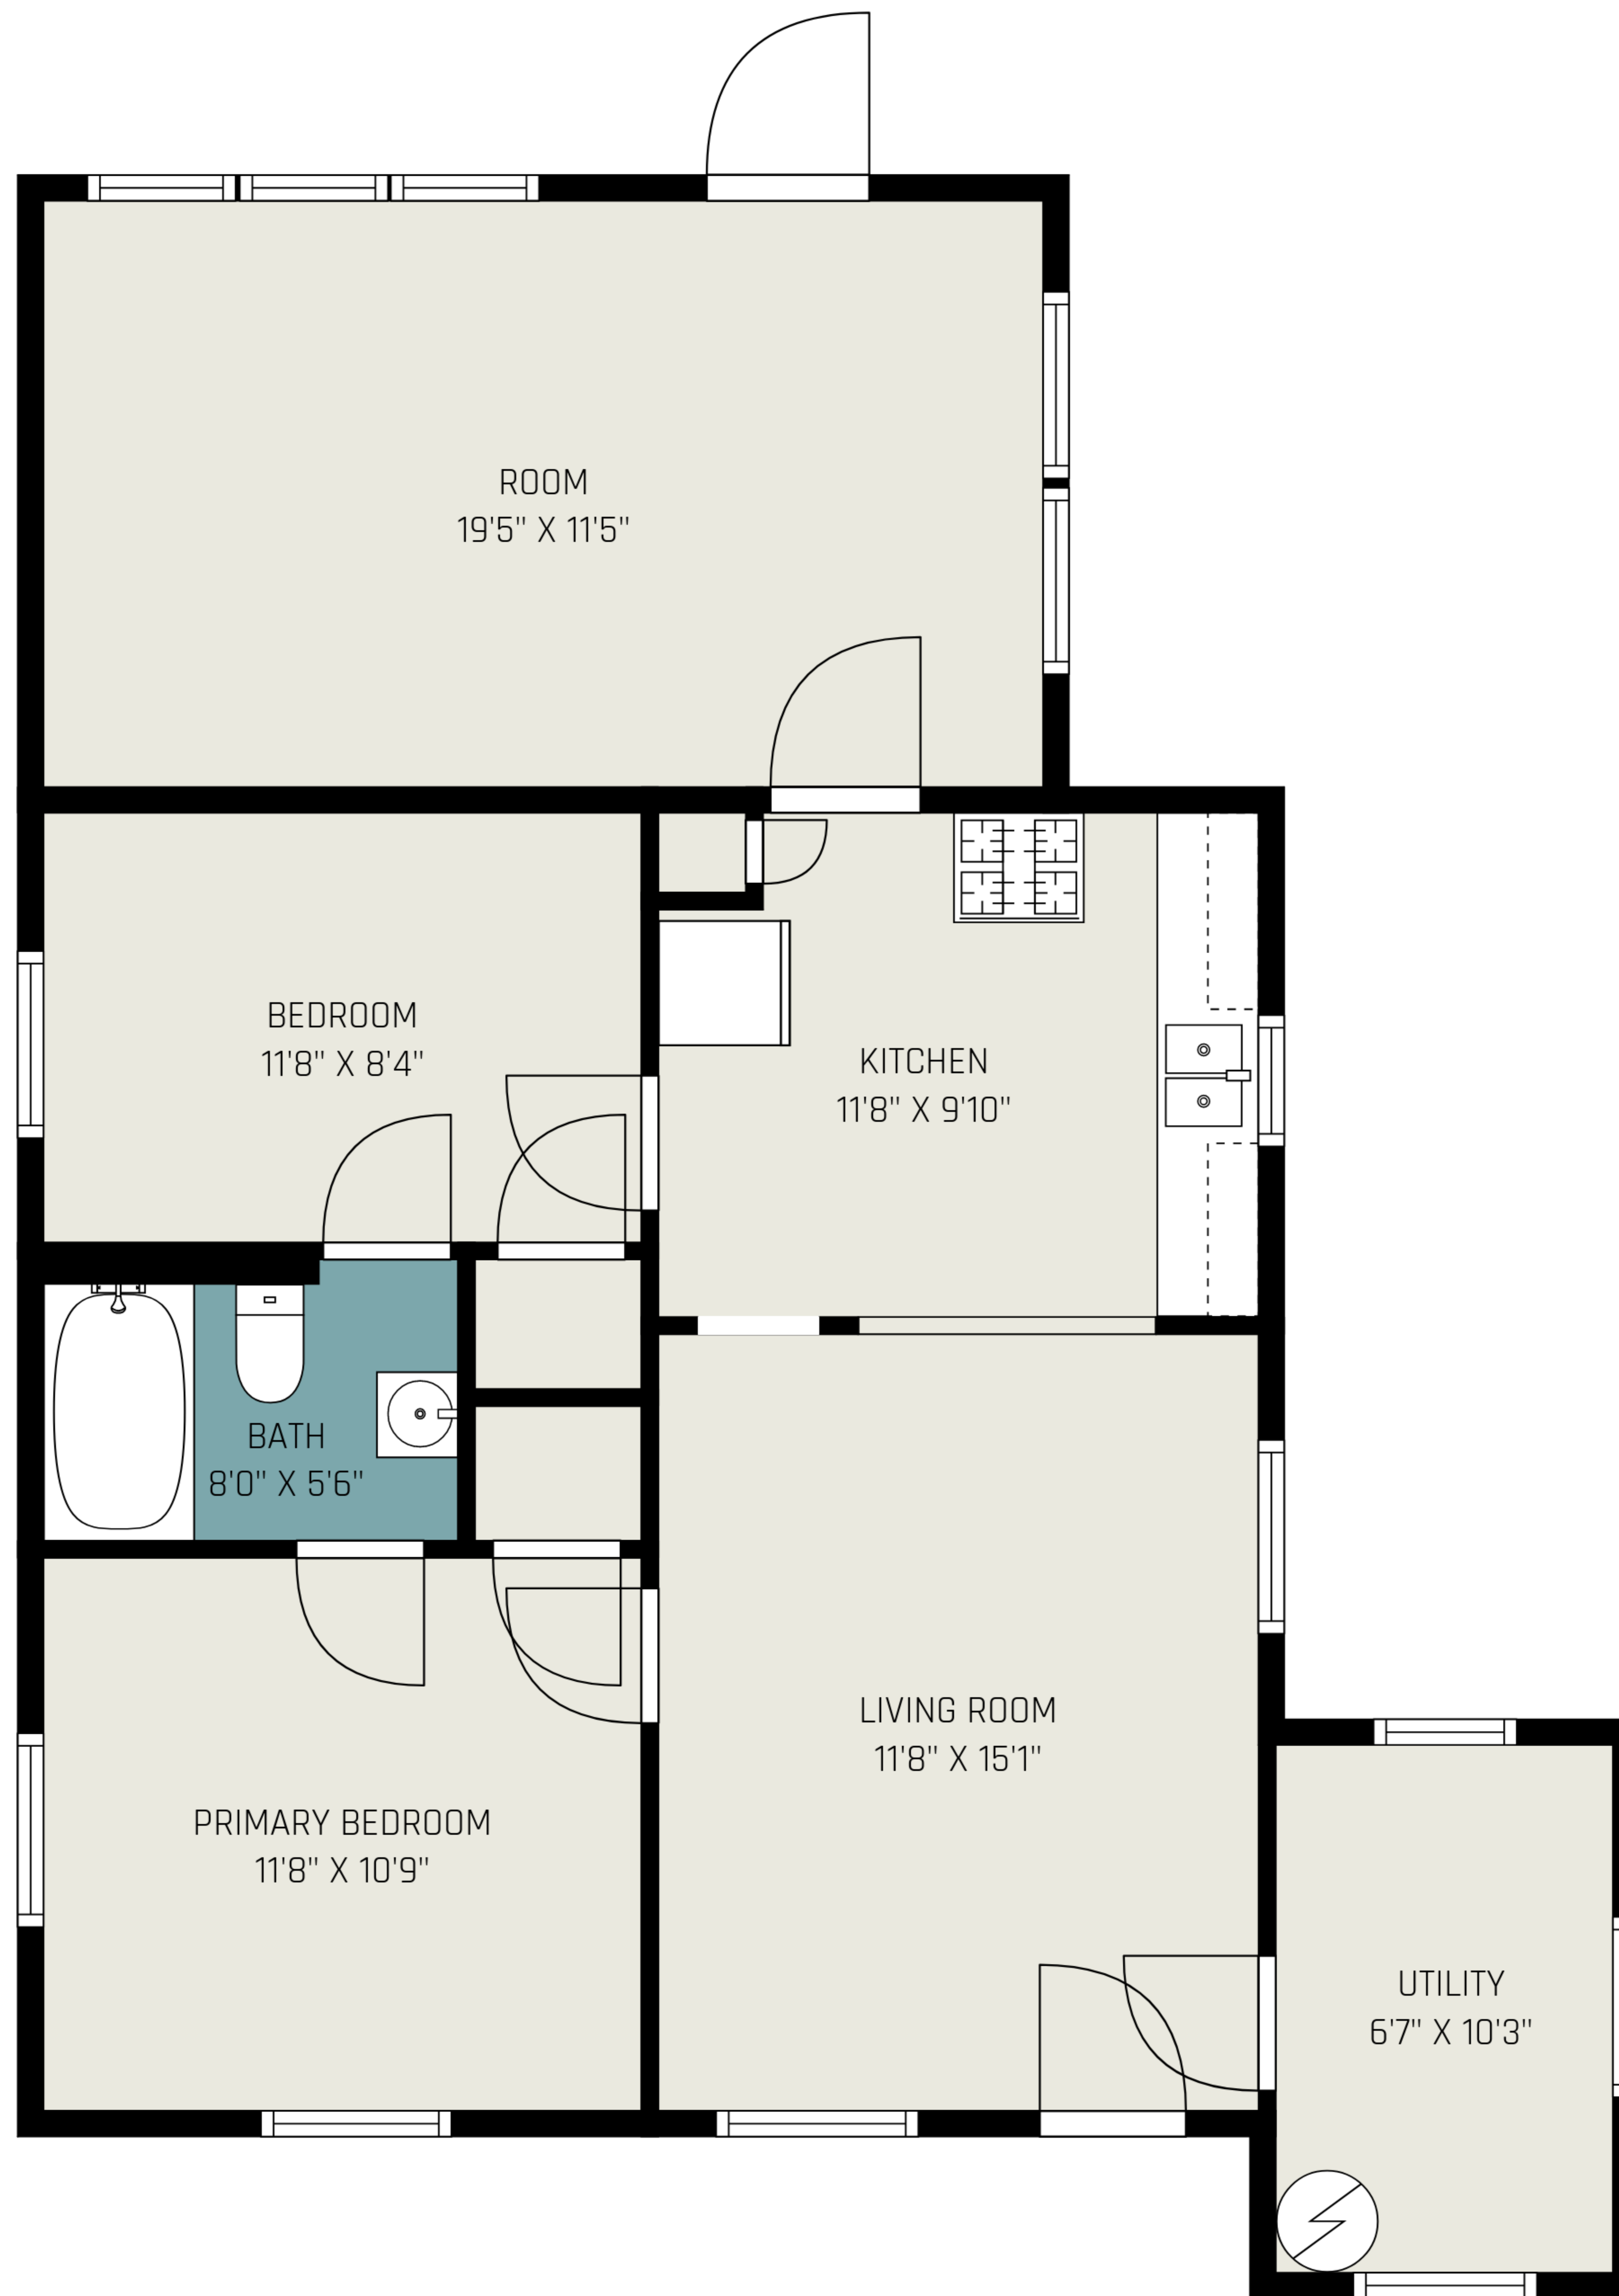 ROOM
19'5" X 11'5"
BEDROOM
11'8" X 8'4"
KITCHEN
11'8" X 9'10"
BATH
8'0" X 5'6"
LIVING ROOM
11'8" X 15'1"
PRIMARY BEDROOM
11'8" X 10'9"
UTILITY
6'7" X 10'3"